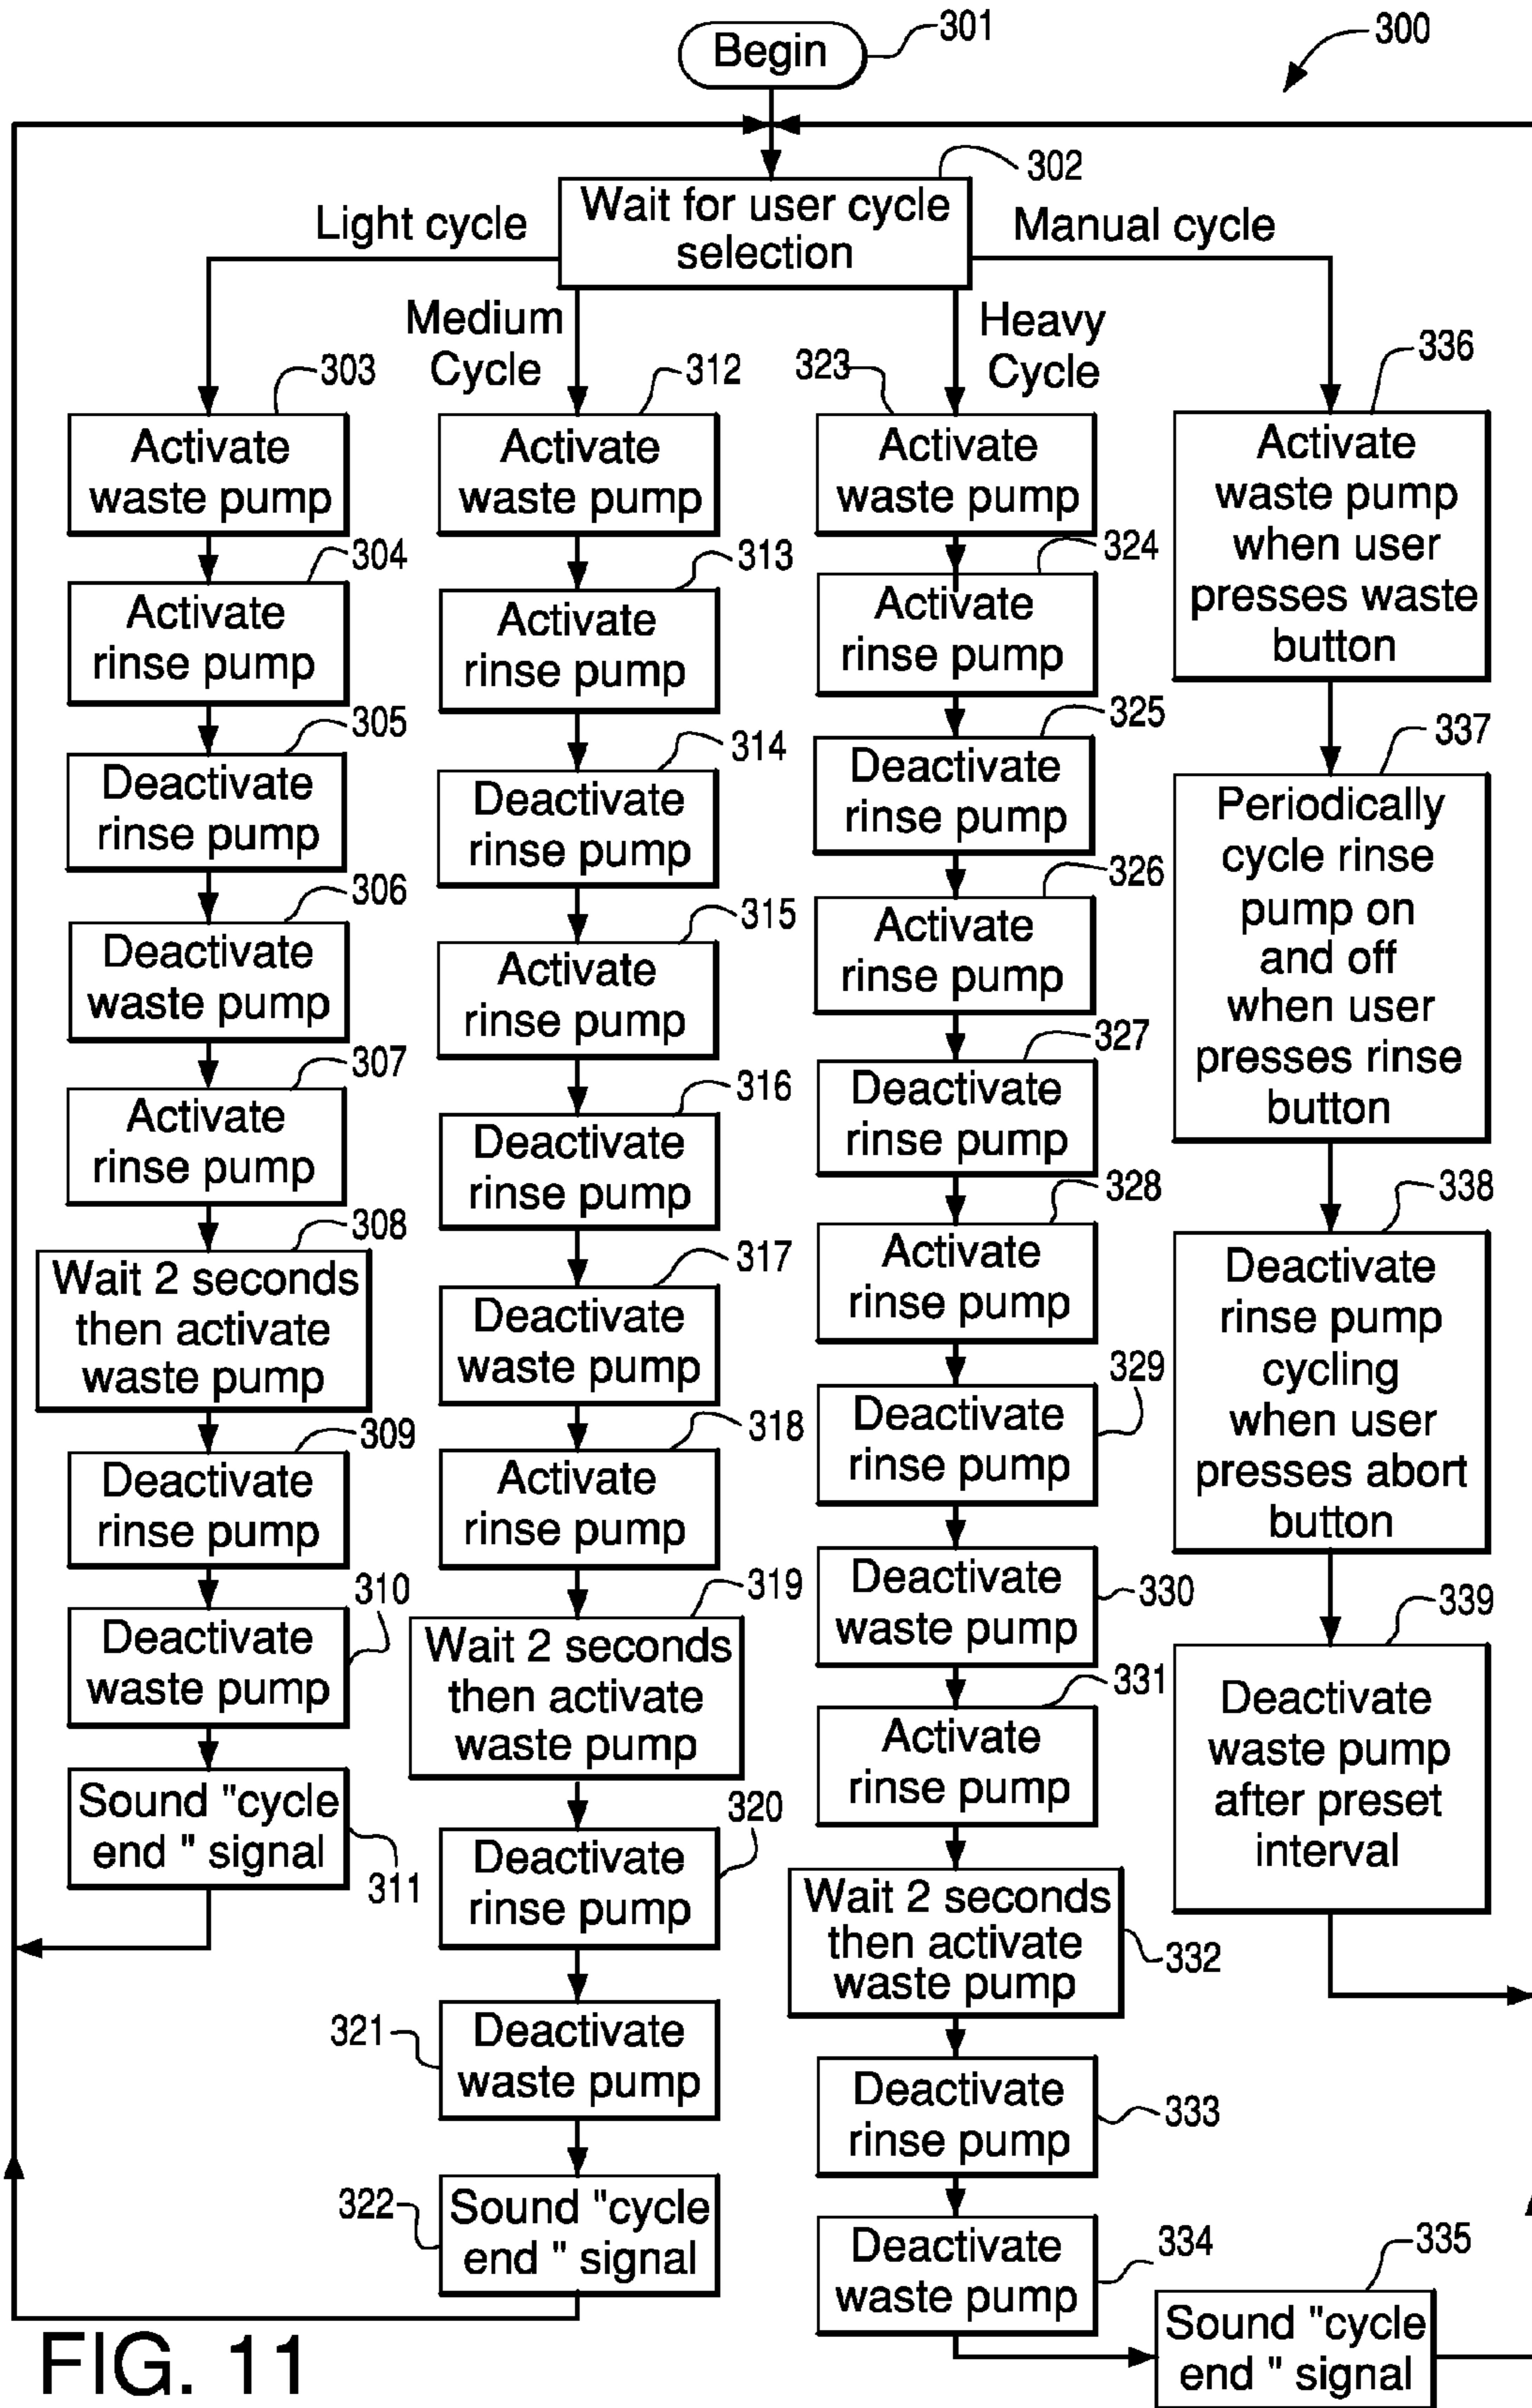 Begin
301
300
302
Wait for user cycle
selection
Light cycle
Manual cycle
Medium
Cycle
Heavy
Cycle
303
Activate
waste pump
304
Activate
rinse pump
305
Deactivate
rinse pump
306
Deactivate
waste pump
307
Activate
rinse pump
308
Wait 2 seconds
then activate
waste pump
309
Deactivate
rinse pump
310
Deactivate
waste pump
Sound "cycle
end " signal
311
312
Activate
waste pump
313
Activate
rinse pump
314
Deactivate
rinse pump
315
Activate
rinse pump
316
Deactivate
rinse pump
317
Deactivate
waste pump
318
Activate
rinse pump
319
Wait 2 seconds
then activate
waste pump
320
Deactivate
rinse pump
321
Deactivate
waste pump
322
Sound "cycle
end " signal
323
Activate
waste pump
324
Activate
rinse pump
325
Deactivate
rinse pump
326
Activate
rinse pump
327
Deactivate
rinse pump
328
Activate
rinse pump
329
Deactivate
rinse pump
330
Deactivate
waste pump
331
Activate
rinse pump
332
Wait 2 seconds
then activate
waste pump
333
Deactivate
rinse pump
334
Deactivate
waste pump
335
Sound "cycle
end " signal
336
Activate
waste pump
when user
presses waste
button
337
Periodically
cycle rinse
pump on
and off
when user
presses rinse
button
338
Deactivate
rinse pump
cycling
when user
presses abort
button
339
Deactivate
waste pump
after preset
interval
FIG. 11